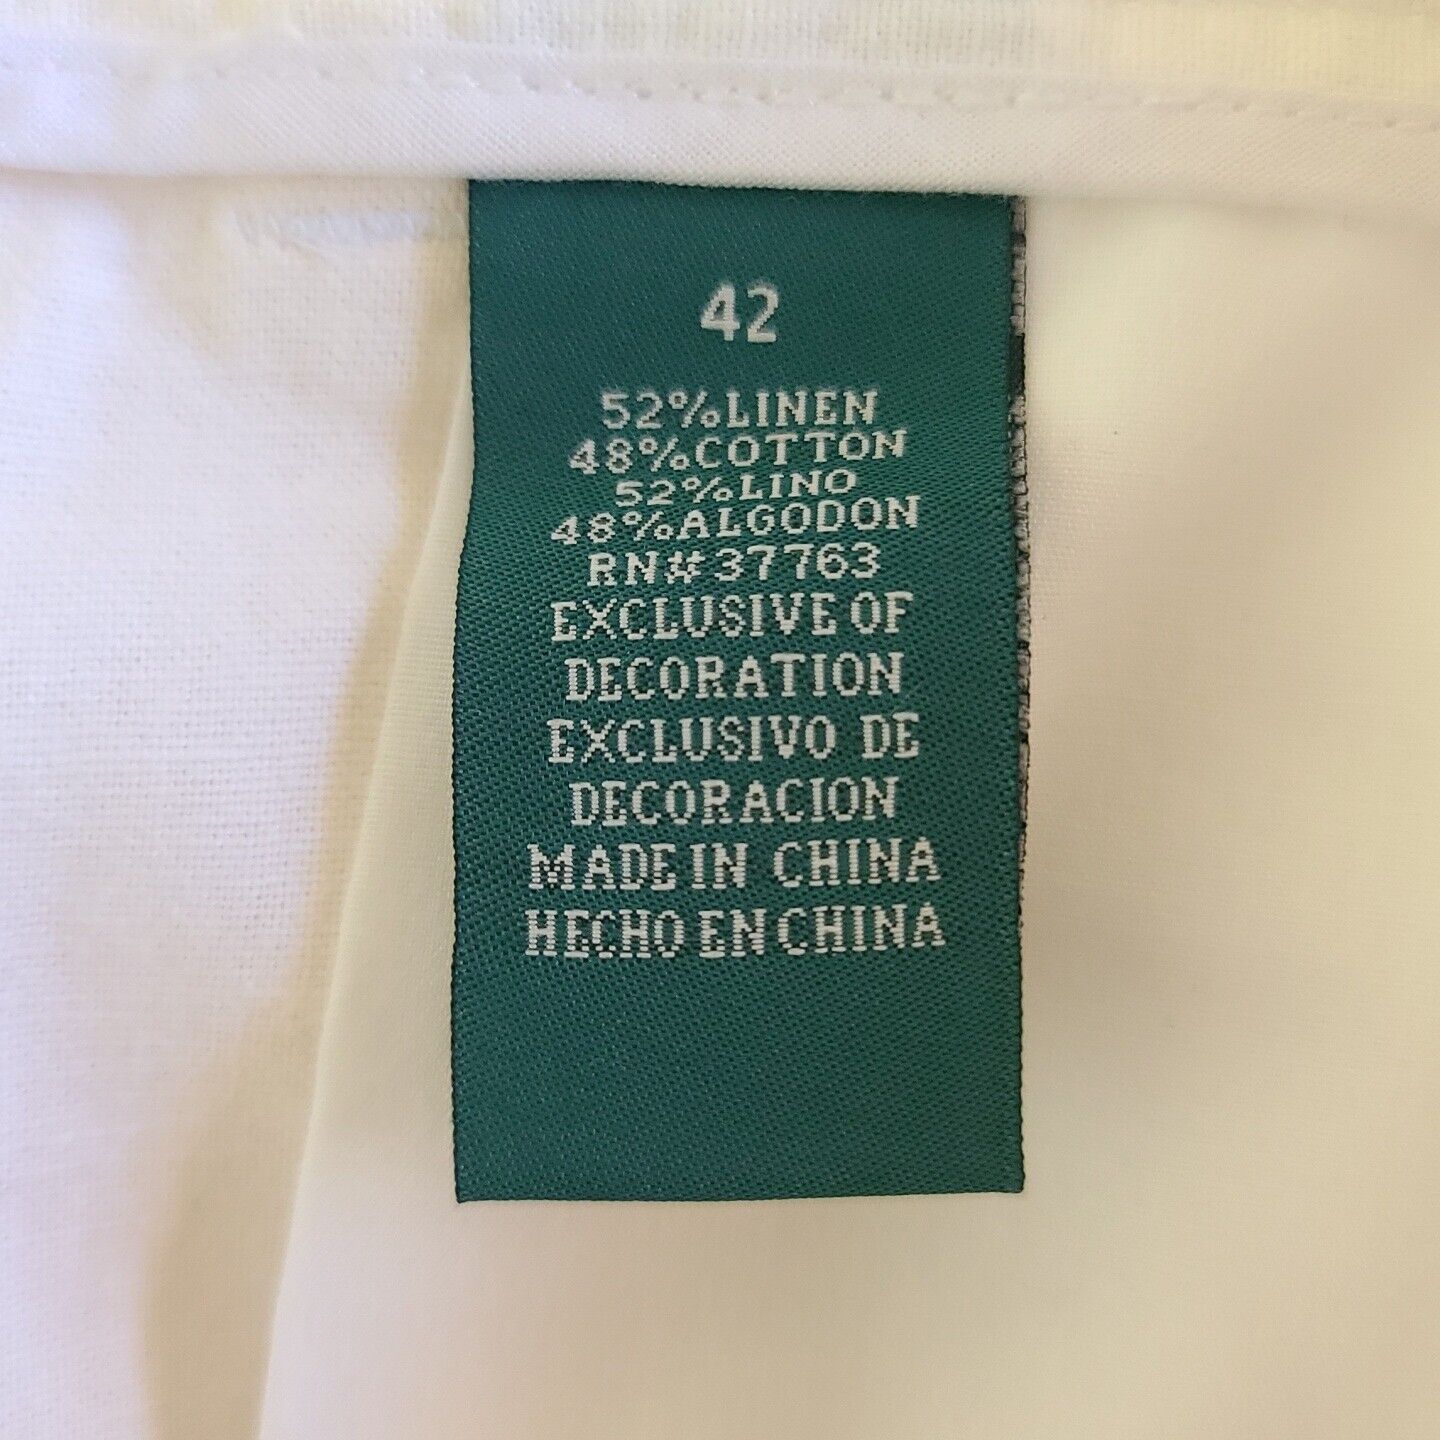 42
52%LINEN
48%COTTON
52%LINO
48%ALGODON
RN#37763
EXCLUSIVE OF
DECORATION
EXCLUSIVO DE
DECORACION
MADE IN CHINA
HECHO EN CHINA